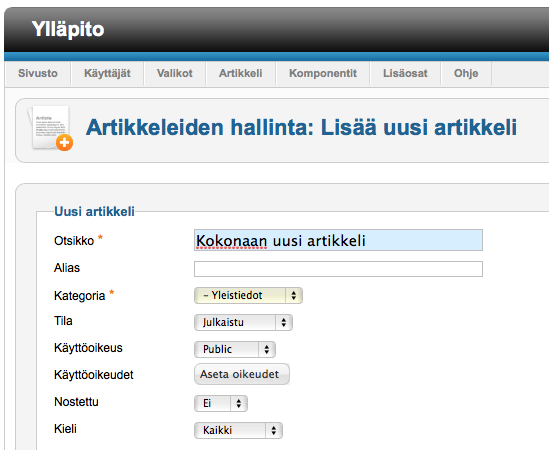 Ylläpito
Sivusto Käyttäjät Valikot Artikkeli Komponentit Lisäosat Ohje
Artikkeleiden hallinta: Lisää uusi artikkeli
Uusi artikkeli
Otsikko * Kokonaan uusi artikkeli
Alias
Kategoria * - Yleistiedot
Tila Julkaistu
Käyttöoikeus Public
Käyttöoikeudet Aseta oikeudet
Nostettu Ei
Kieli Kaikki